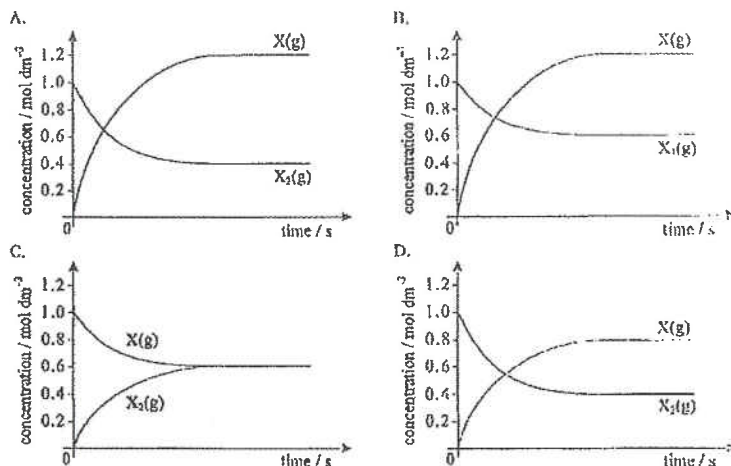 A.
concentration / mol dm⁻³
1.2
1.0
0.8
0.6
0.4
0.2
0
X(g)
X₂(g)
time / s
B.
concentration / mol dm⁻³
1.2
1.0
0.8
0.6
0.4
0.2
0
X(g)
X₂(g)
time / s
C.
concentration / mol dm⁻³
1.2
1.0
0.8
0.6
0.4
0.2
0
X(g)
X₂(g)
time / s
D.
concentration / mol dm⁻³
1.2
1.0
0.8
0.6
0.4
0.2
0
X(g)
X₂(g)
time / s